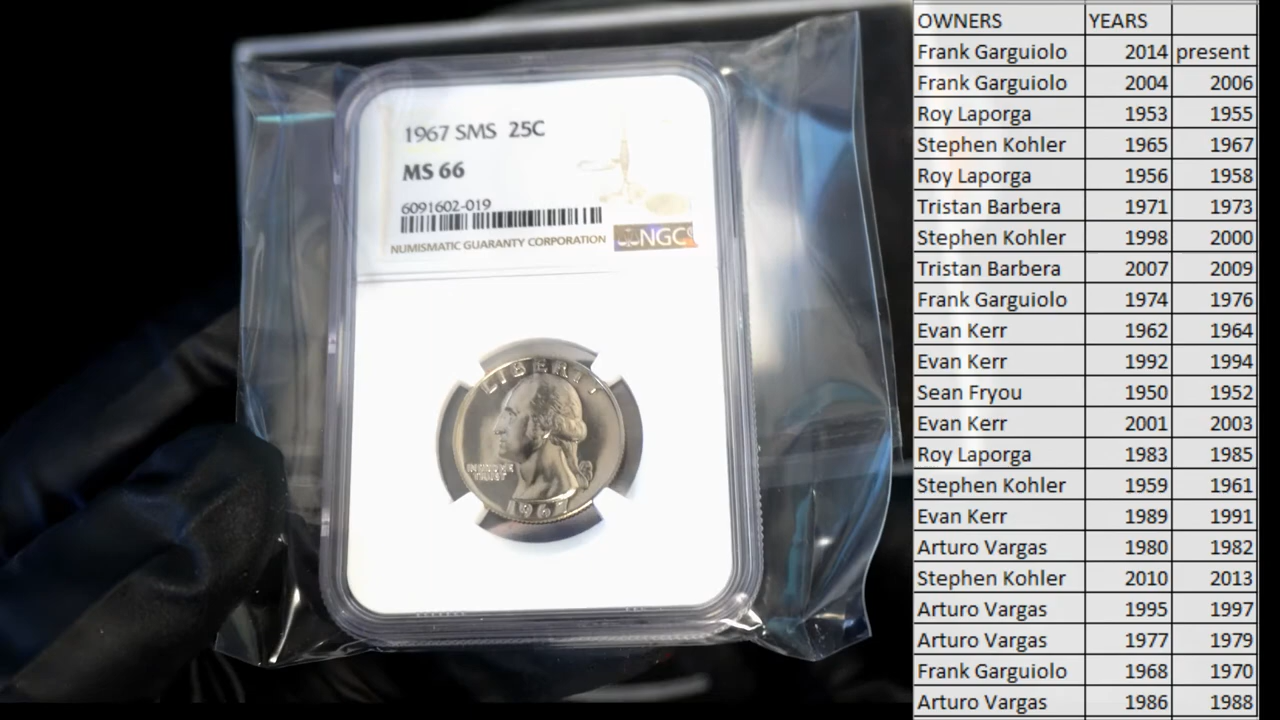 1967 SMS 25C
MS 66
6091602-019
NUMISMATIC GUARANTY CORPORATION NGC
LIBERTY
IN GOD WE
TRUST
1967
OWNERS YEARS
Frank Garguiolo 2014 present
Frank Garguiolo 2004 2006
Roy Laporga 1953 1955
Stephen Kohler 1965 1967
Roy Laporga 1956 1958
Tristan Barbera 1971 1973
Stephen Kohler 1998 2000
Tristan Barbera 2007 2009
Frank Garguiolo 1974 1976
Evan Kerr 1962 1964
Evan Kerr 1992 1994
Sean Fryou 1950 1952
Evan Kerr 2001 2003
Roy Laporga 1983 1985
Stephen Kohler 1959 1961
Evan Kerr 1989 1991
Arturo Vargas 1980 1982
Stephen Kohler 2010 2013
Arturo Vargas 1995 1997
Arturo Vargas 1977 1979
Frank Garguiolo 1968 1970
Arturo Vargas 1986 1988